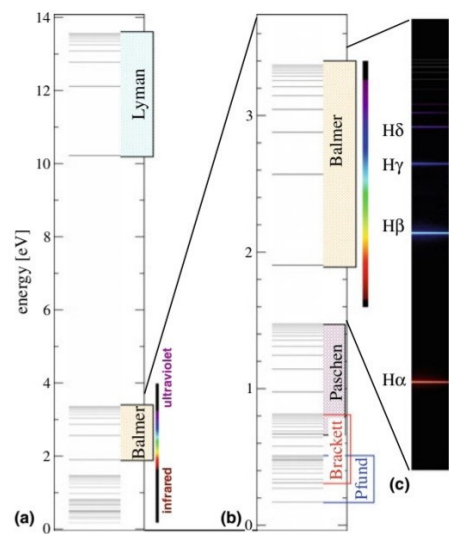 14
12
10
8
6
4
2
0
energy [eV]
Lyman
Balmer
ultraviolet
infrared
(a)
3
2
1
0
Balmer
Paschen
Brackett
Pfund
(b)
Hδ
Hγ
Hβ
Hα
(c)